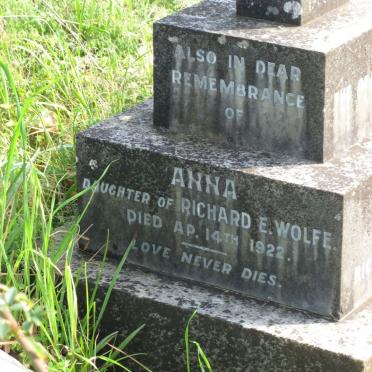 ALSO IN DEAR
REMEMBRANCE
OF
ANNA
DAUGHTER OF RICHARD E. WOLFE.
DIED AP. 14TH 1922.
LOVE NEVER DIES.